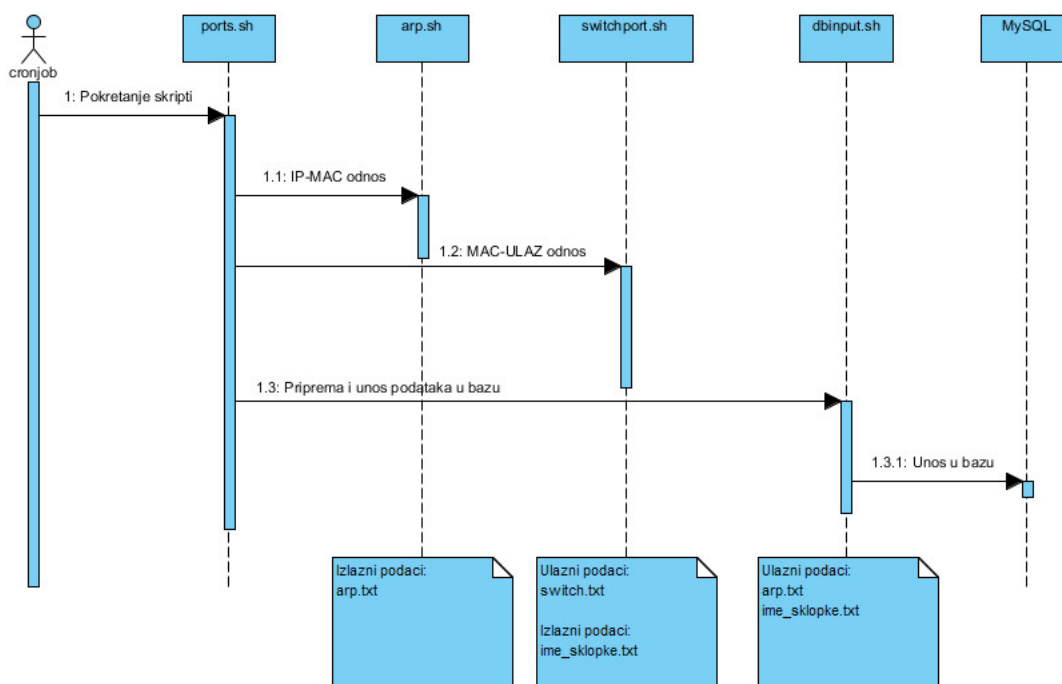 ports.sh
arp.sh
switchport.sh
dbinput.sh
MySQL
cronjob
1: Pokretanje skripti
1.1: IP-MAC odnos
1.2: MAC-ULAZ odnos
1.3: Priprema i unos podataka u bazu
1.3.1: Unos u bazu
Izlazni podaci:
arp.txt
Ulazni podaci:
switch.txt
Izlazni podaci:
ime_sklopke.txt
Ulazni podaci:
arp.txt
ime_sklopke.txt